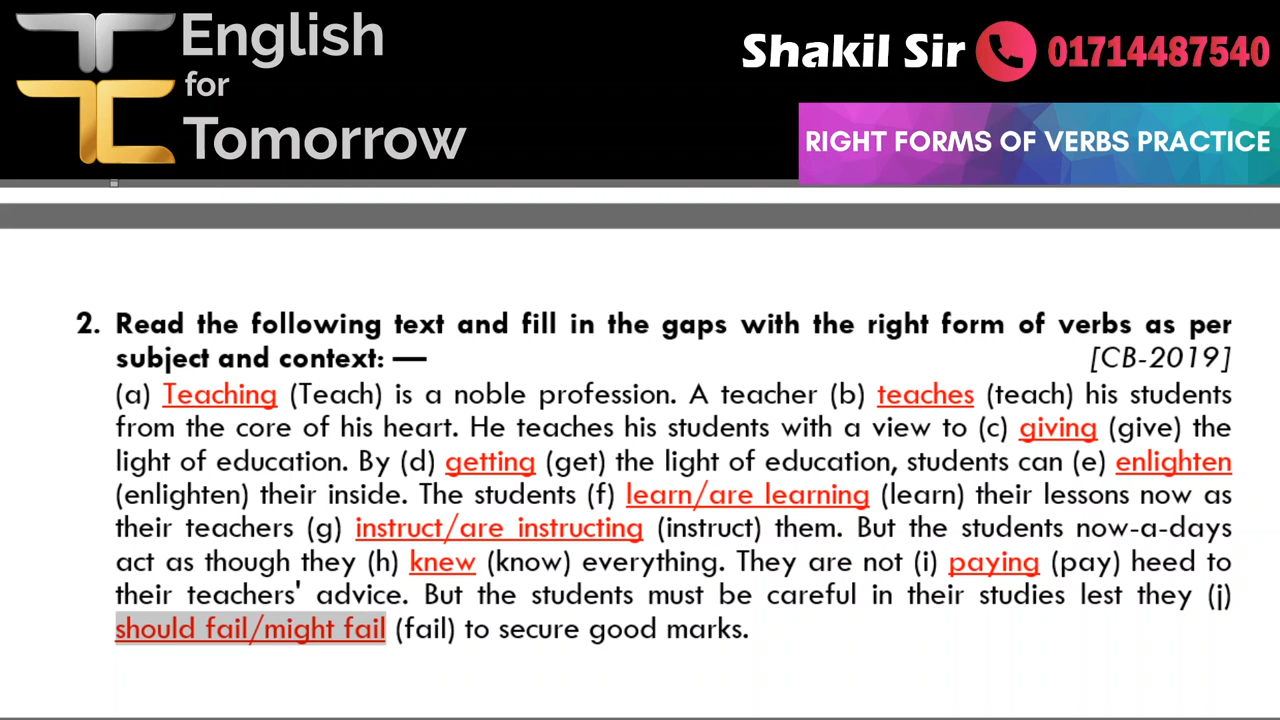 English
for
Tomorrow
Shakil Sir 01714487540
RIGHT FORMS OF VERBS PRACTICE
2. Read the following text and fill in the gaps with the right form of verbs as per
subject and context: — [CB-2019]
(a) Teaching (Teach) is a noble profession. A teacher (b) teaches (teach) his students
from the core of his heart. He teaches his students with a view to (c) giving (give) the
light of education. By (d) getting (get) the light of education, students can (e) enlighten
(enlighten) their inside. The students (f) learn/are learning (learn) their lessons now as
their teachers (g) instruct/are instructing (instruct) them. But the students now-a-days
act as though they (h) knew (know) everything. They are not (i) paying (pay) heed to
their teachers' advice. But the students must be careful in their studies lest they (j)
should fail/might fail (fail) to secure good marks.